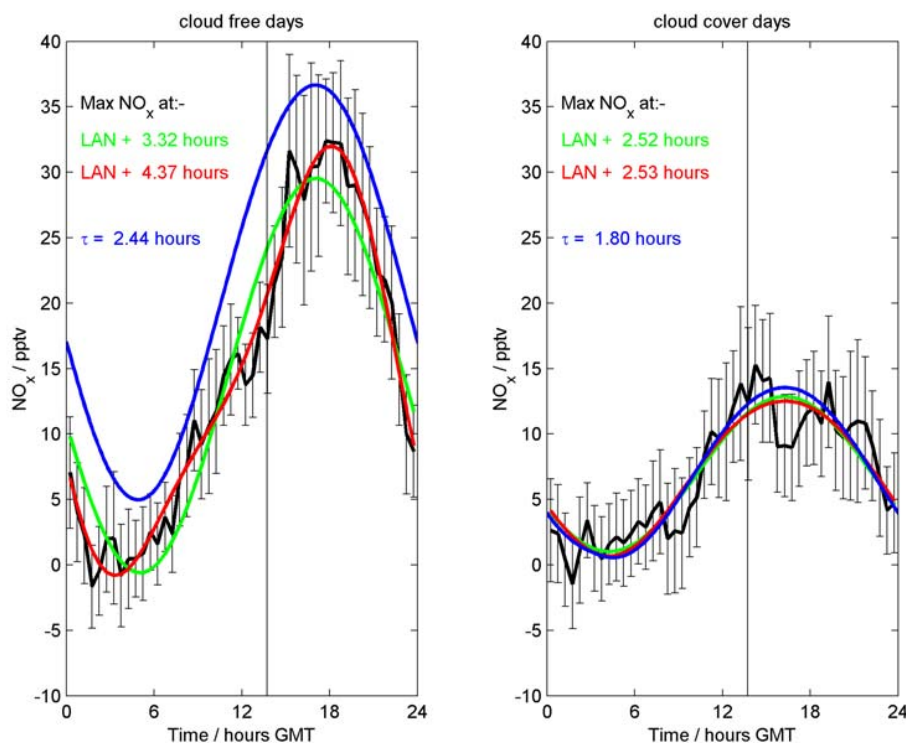 cloud free days
40
35
30
25
20
15
10
5
0
-5
-10
NOx / pptv
Max NOx at:-
LAN + 3.32 hours
LAN + 4.37 hours
τ = 2.44 hours
0 6 12 18 24
Time / hours GMT
cloud cover days
40
35
30
25
20
15
10
5
0
-5
-10
NOx / pptv
Max NOx at:-
LAN + 2.52 hours
LAN + 2.53 hours
τ = 1.80 hours
0 6 12 18 24
Time / hours GMT